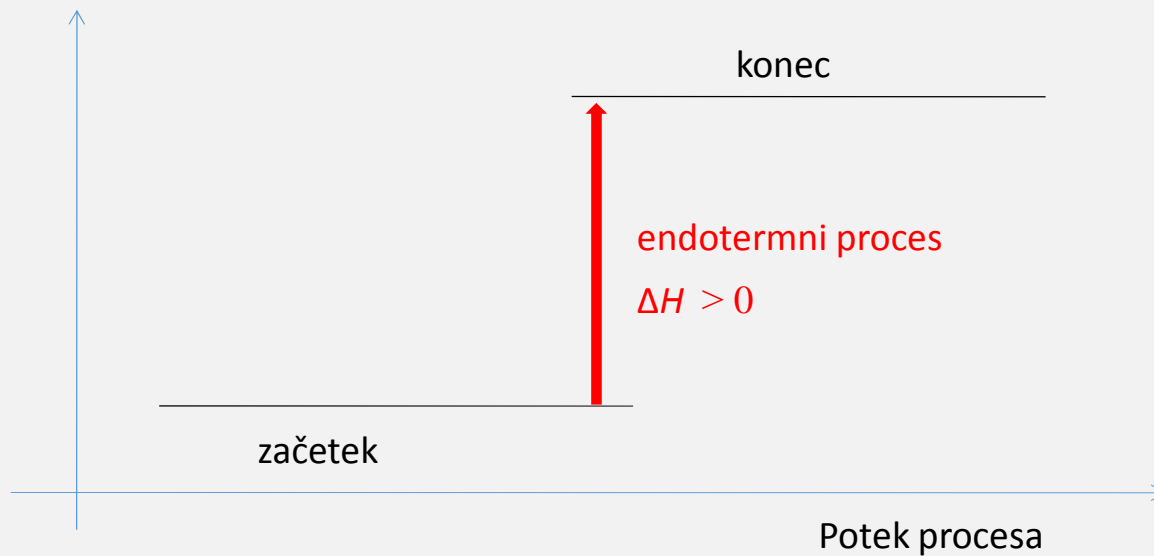 konec
endotermni proces
ΔH > 0
začetek
Potek procesa